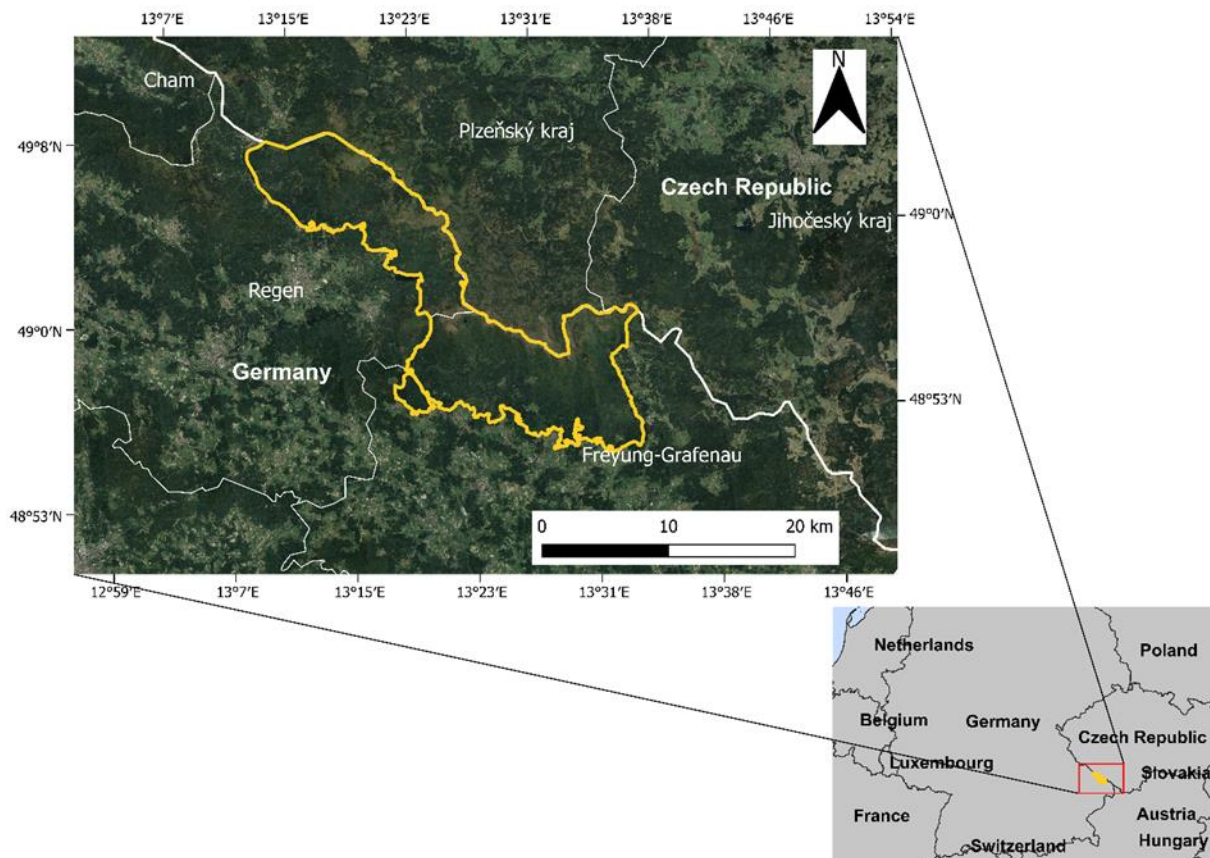 13°7′E 13°15′E 13°23′E 13°31′E 13°38′E 13°46′E 13°54′E
N
Cham
Plzeňský kraj
49°8′N
Czech Republic
49°0′N
Jihočeský kraj
Regen
49°0′N
Germany
48°53′N
Freyung-Grafenau
48°53′N
0 10 20 km
12°59′E 13°7′E 13°15′E 13°23′E 13°31′E 13°38′E 13°46′E
Netherlands
Poland
Belgium
Germany
Czech Republic
Luxembourg
Slovakia
France
Austria
Switzerland
Hungary